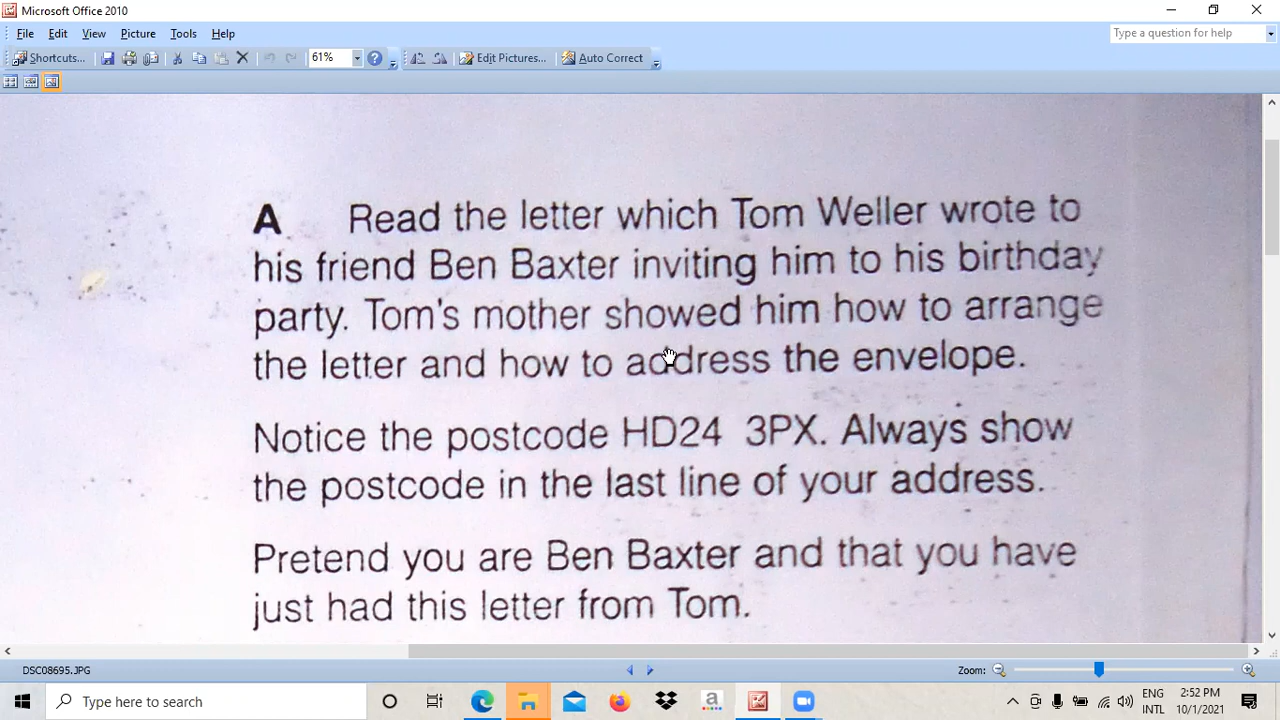 Microsoft Office 2010
File Edit View Picture Tools Help
Type a question for help
Shortcuts... 61% Edit Pictures... Auto Correct
A Read the letter which Tom Weller wrote to
his friend Ben Baxter inviting him to his birthday
party. Tom's mother showed him how to arrange
the letter and how to address the envelope.
Notice the postcode HD24 3PX. Always show
the postcode in the last line of your address.
Pretend you are Ben Baxter and that you have
just had this letter from Tom.
DSC08695.JPG Zoom:
Type here to search a ENG 2:52 PM
INTL 10/1/2021